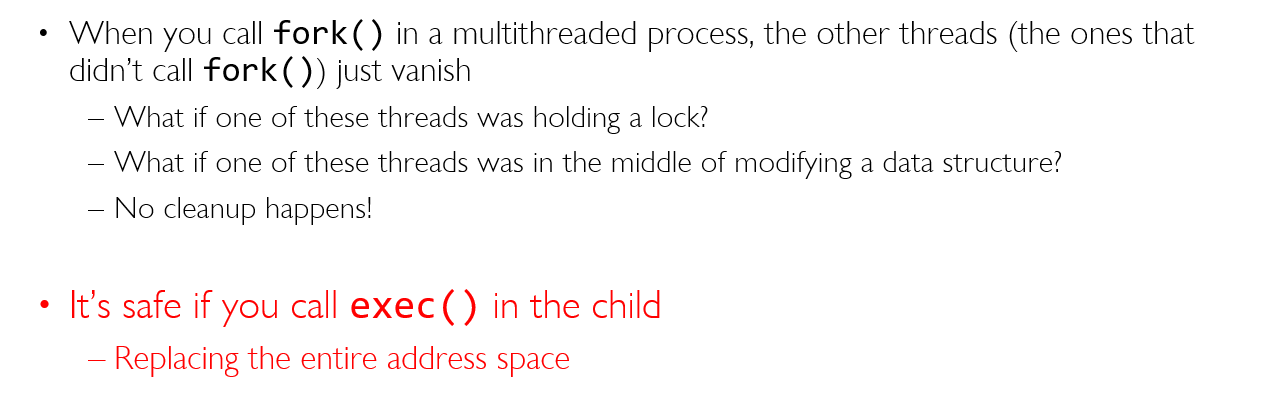 • When you call fork() in a multithreaded process, the other threads (the ones that
didn’t call fork()) just vanish
– What if one of these threads was holding a lock?
– What if one of these threads was in the middle of modifying a data structure?
– No cleanup happens!
• It’s safe if you call exec() in the child
– Replacing the entire address space